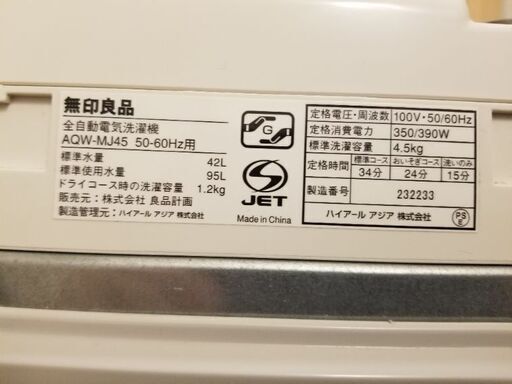 無印良品
全自動電気洗濯機
AQW-MJ45 50-60Hz用
標準水量 42L
標準使用水量 95L
ドライコース時の洗濯容量 1.2kg
販売元：株式会社 良品計画
製造管理元：ハイアール アジア 株式会社
G
S
JET
Made in China
定格電圧・周波数 100V・50/60Hz
定格消費電力 350/390W
標準洗濯容量 4.5kg
定格時間 標準コース おいそぎコース 洗いのみ
34分 24分 15分
製造番号 232233
ハイアール アジア 株式会社
PS
E